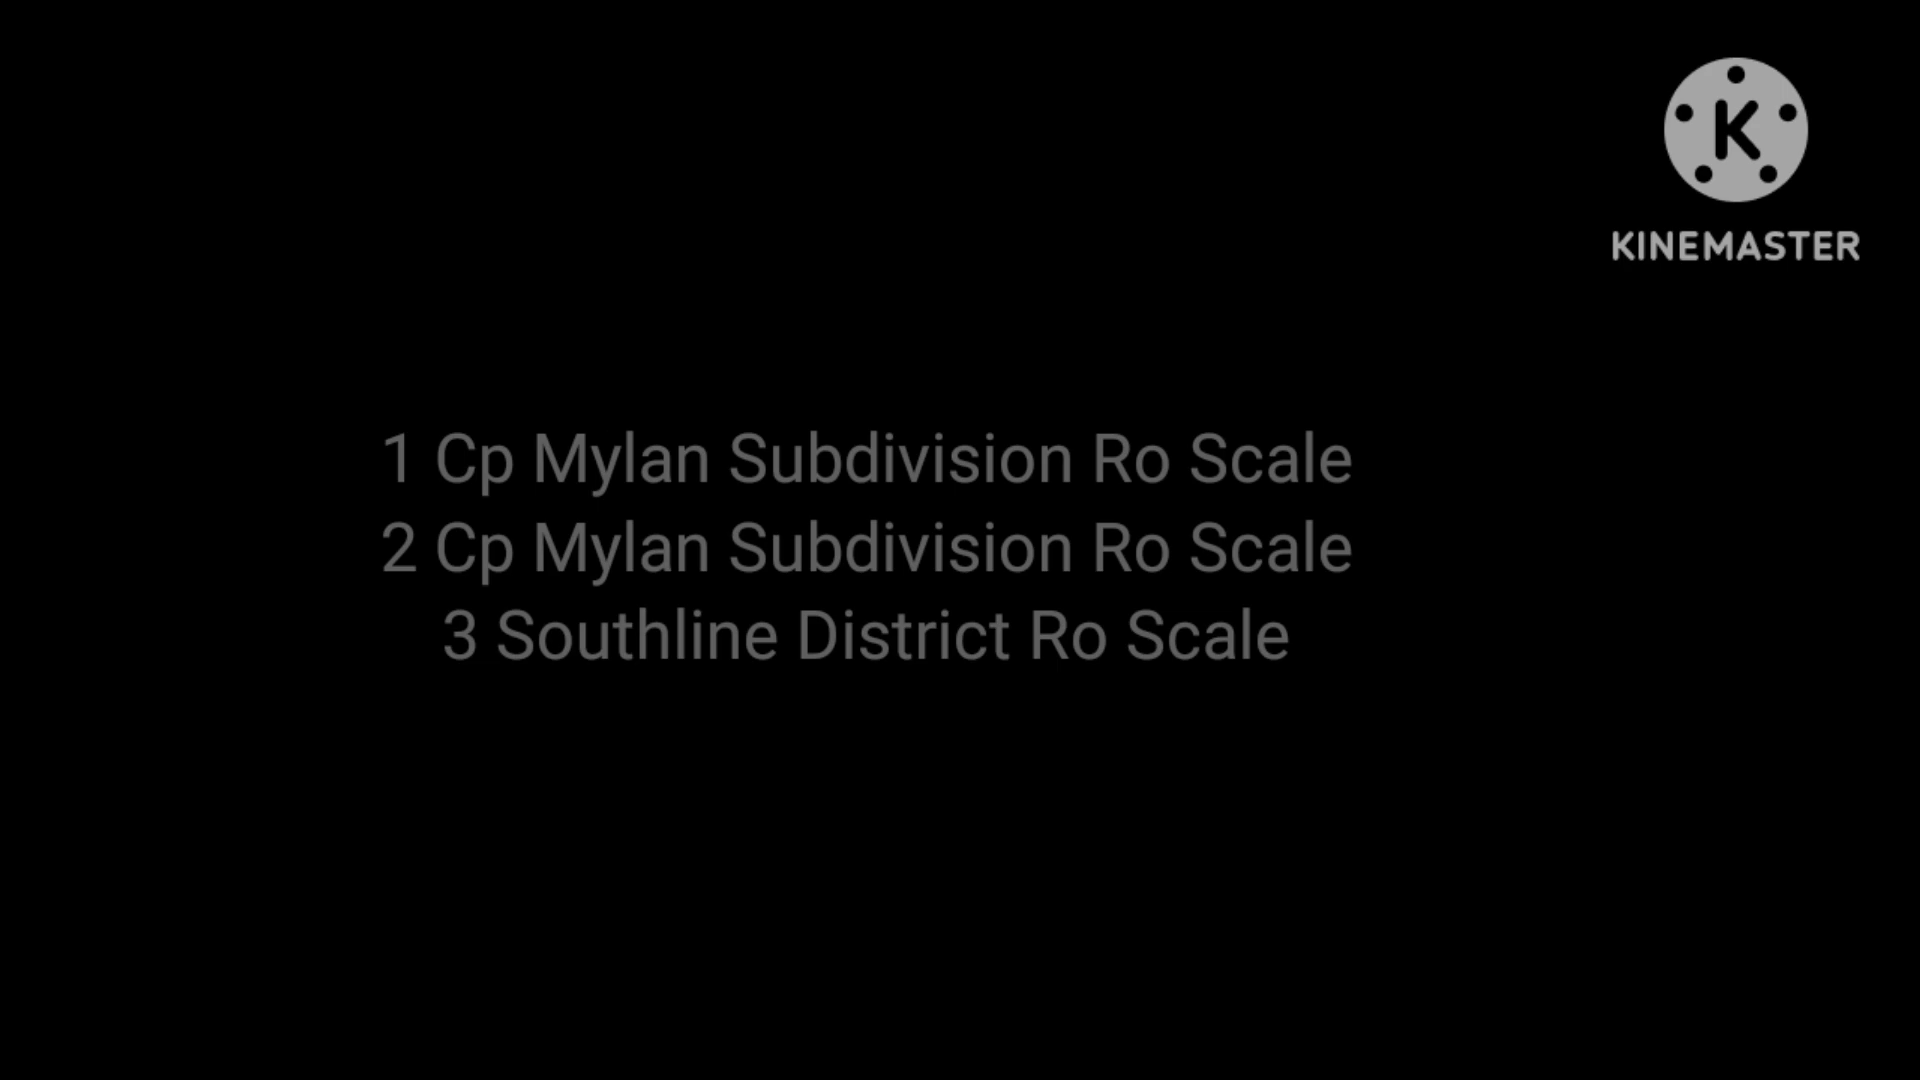 K
KINEMASTER
1 Cp Mylan Subdivision Ro Scale
2 Cp Mylan Subdivision Ro Scale
3 Southline District Ro Scale